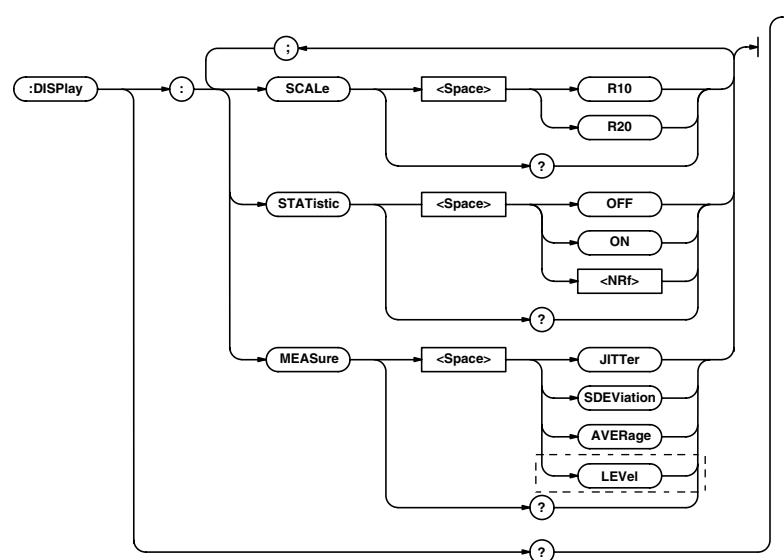 ;
:DISPlay : SCALe <Space> R10
R20
?
STATistic <Space> OFF
ON
<NRf>
?
MEASure <Space> JITTer
SDEViation
AVERage
LEVel
?
?